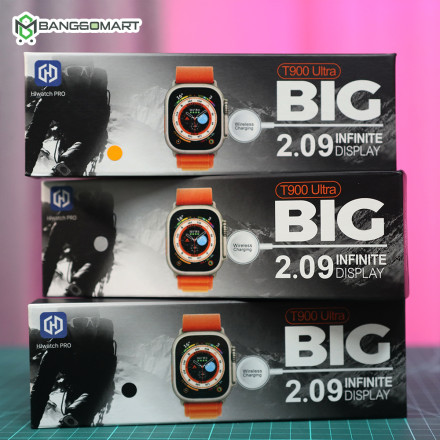 BANGGOMART
T900 Ultra
BIG
Hiwatch PRO
Wireless
Charging
2.09 INFINITE
DISPLAY
T900 Ultra
BIG
Hiwatch PRO
Wireless
Charging
2.09 INFINITE
DISPLAY
T900 Ultra
BIG
Hiwatch PRO
Wireless
Charging
2.09 INFINITE
DISPLAY